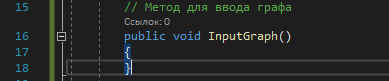 15 // Метод для ввода графа
Ссылок: 0
16 public void InputGraph()
17 {
18 }